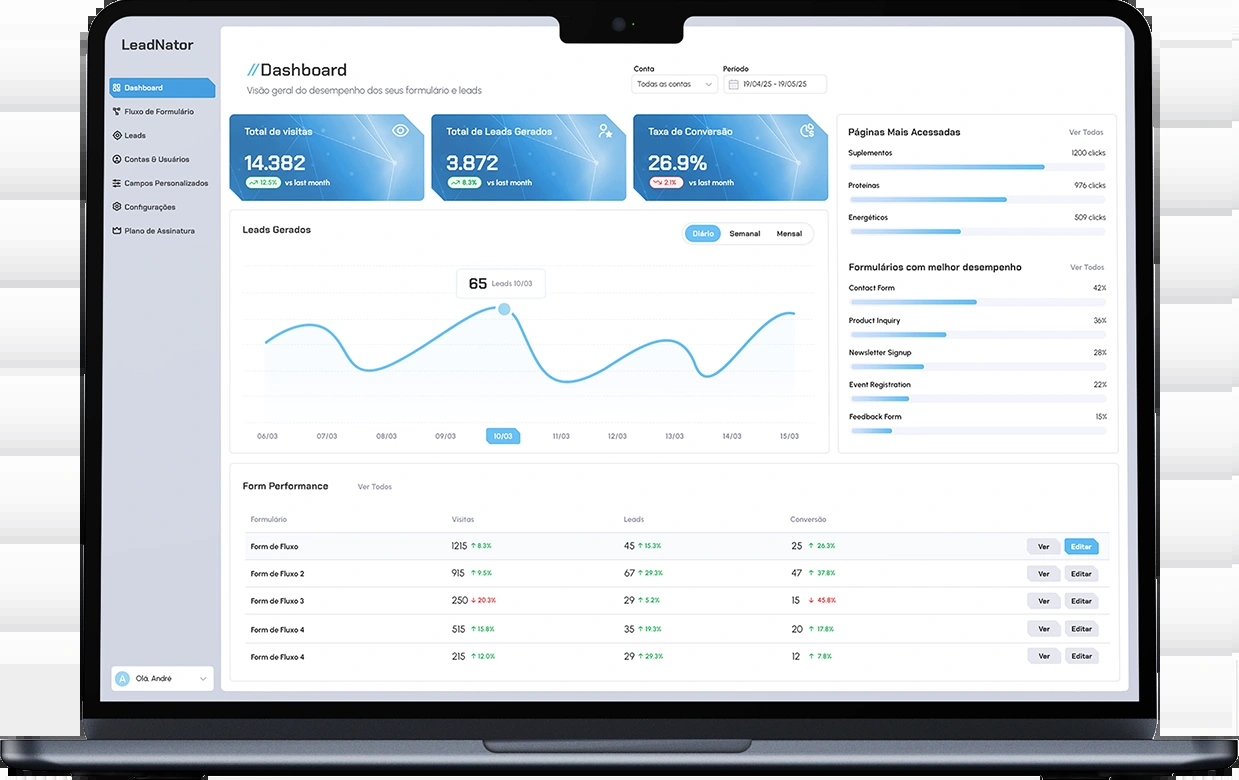 LeadNator
Dashboard
Fluxo de Formulário
Leads
Contas & Usuários
Campos Personalizados
Configurações
Plano de Assinatura
A Olá, André
//Dashboard
Visão geral do desempenho dos seus formulário e leads
Conta
Todas as contas
Período
19/04/25 - 19/05/25
Total de visitas
14.382
12.5% vs last month
Total de Leads Gerados
3.872
8.3% vs last month
Taxa de Conversão
26.9%
2.1% vs last month
Leads Gerados
Diário Semanal Mensal
65 Leads 10/03
06/03 07/03 08/03 09/03 10/03 11/03 12/03 13/03 14/03 15/03
Páginas Mais Acessadas Ver Todas
Suplementos 1200 clicks
Proteinas 976 clicks
Energéticos 509 clicks
Formulários com melhor desempenho Ver Todos
Contact Form 42%
Product Inquiry 36%
Newsletter Signup 28%
Event Registration 22%
Feedback Form 15%
Form Performance Ver Todos
Formulário Visitas Leads Conversão
Form de Fluxo 1215 ↑ 8.3% 45 ↑ 15.3% 25 ↑ 26.3% Ver Editar
Form de Fluxo 2 915 ↑ 9.5% 67 ↑ 29.3% 47 ↑ 37.8% Ver Editar
Form de Fluxo 3 250 ↓ 20.3% 29 ↑ 5.2% 15 ↓ 45.8% Ver Editar
Form de Fluxo 4 515 ↑ 15.8% 35 ↑ 19.3% 20 ↑ 17.8% Ver Editar
Form de Fluxo 4 215 ↑ 12.0% 29 ↑ 29.3% 12 ↑ 7.8% Ver Editar